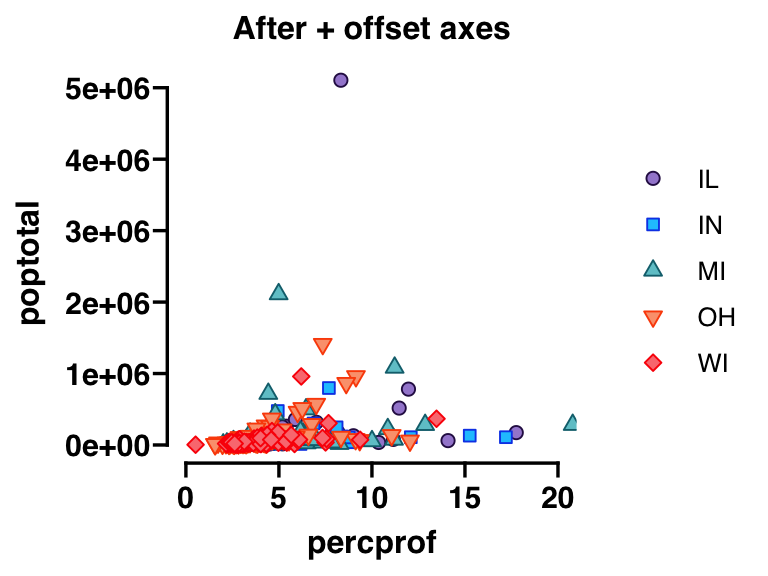 After + offset axes
5e+06
4e+06
3e+06
2e+06
1e+06
0e+00
poptotal
0 5 10 15 20
percprof
IL
IN
MI
OH
WI